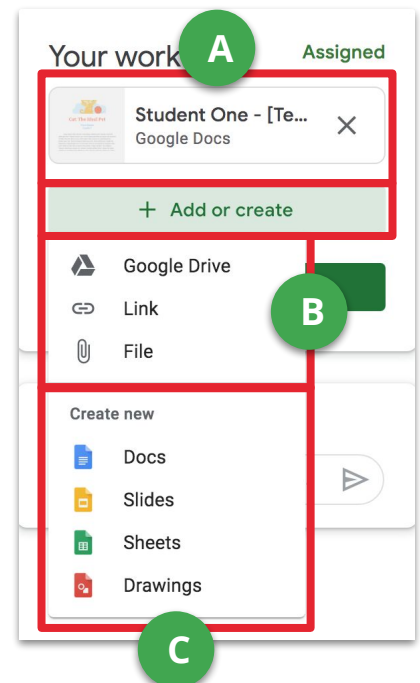 Your work
A
Assigned
Student One - [Te...
Google Docs
+ Add or create
Google Drive
Link
B
File
Create new
Docs
Slides
Sheets
Drawings
C